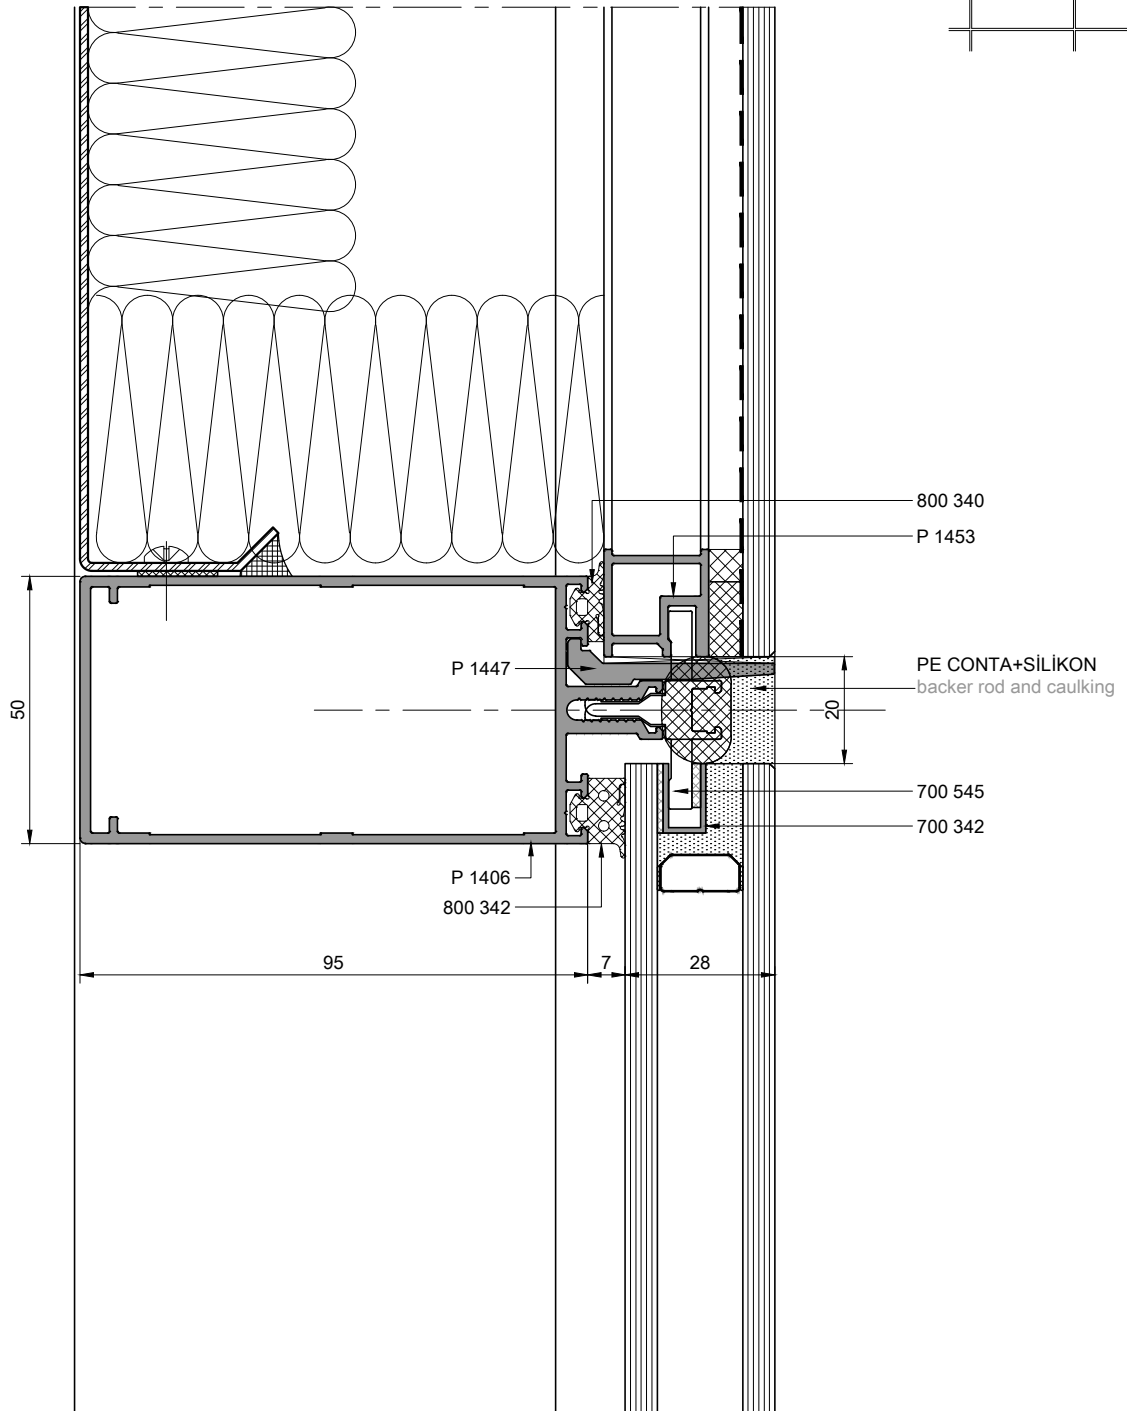 800 340
P 1453
P 1447
PE CONTA+SİLİKON
backer rod and caulking
50
20
700 545
700 342
P 1406
800 342
95
7
28